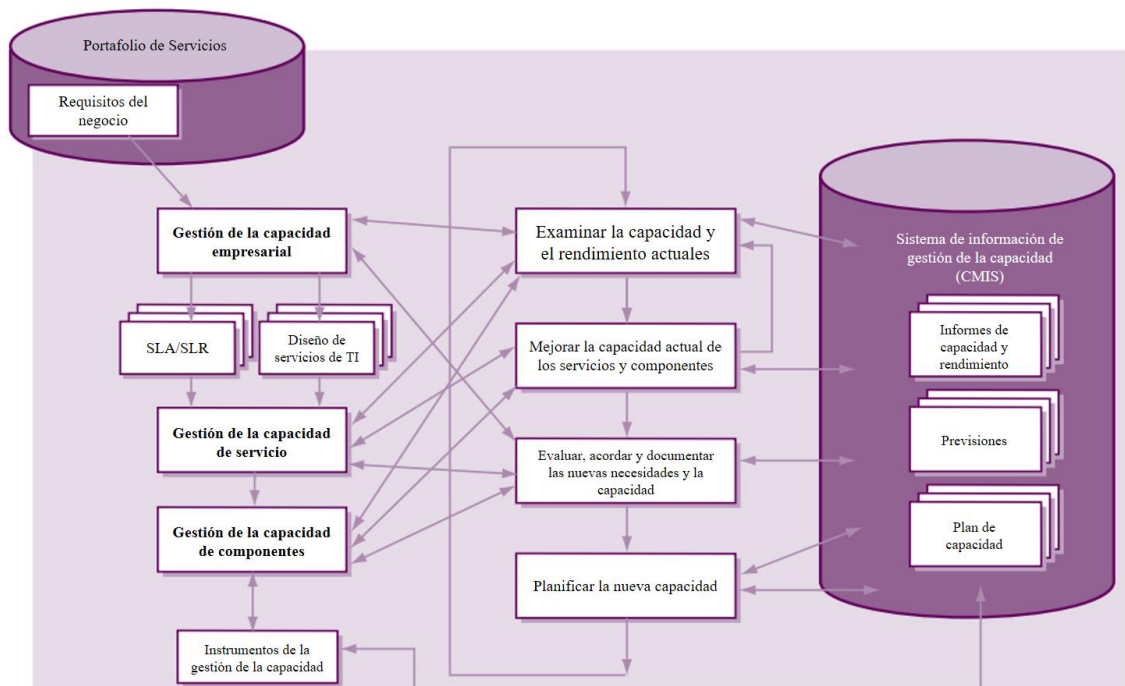 Portafolio de Servicios
Requisitos del
negocio
Gestión de la capacidad
empresarial
SLA/SLR
Diseño de
servicios de TI
Gestión de la capacidad
de servicio
Gestión de la capacidad
de componentes
Instrumentos de la
gestión de la capacidad
Examinar la capacidad y
el rendimiento actuales
Mejorar la capacidad actual de
los servicios y componentes
Evaluar, acordar y documentar
las nuevas necesidades y la
capacidad
Planificar la nueva capacidad
Sistema de información de
gestión de la capacidad
(CMIS)
Informes de
capacidad y
rendimiento
Previsiones
Plan de
capacidad